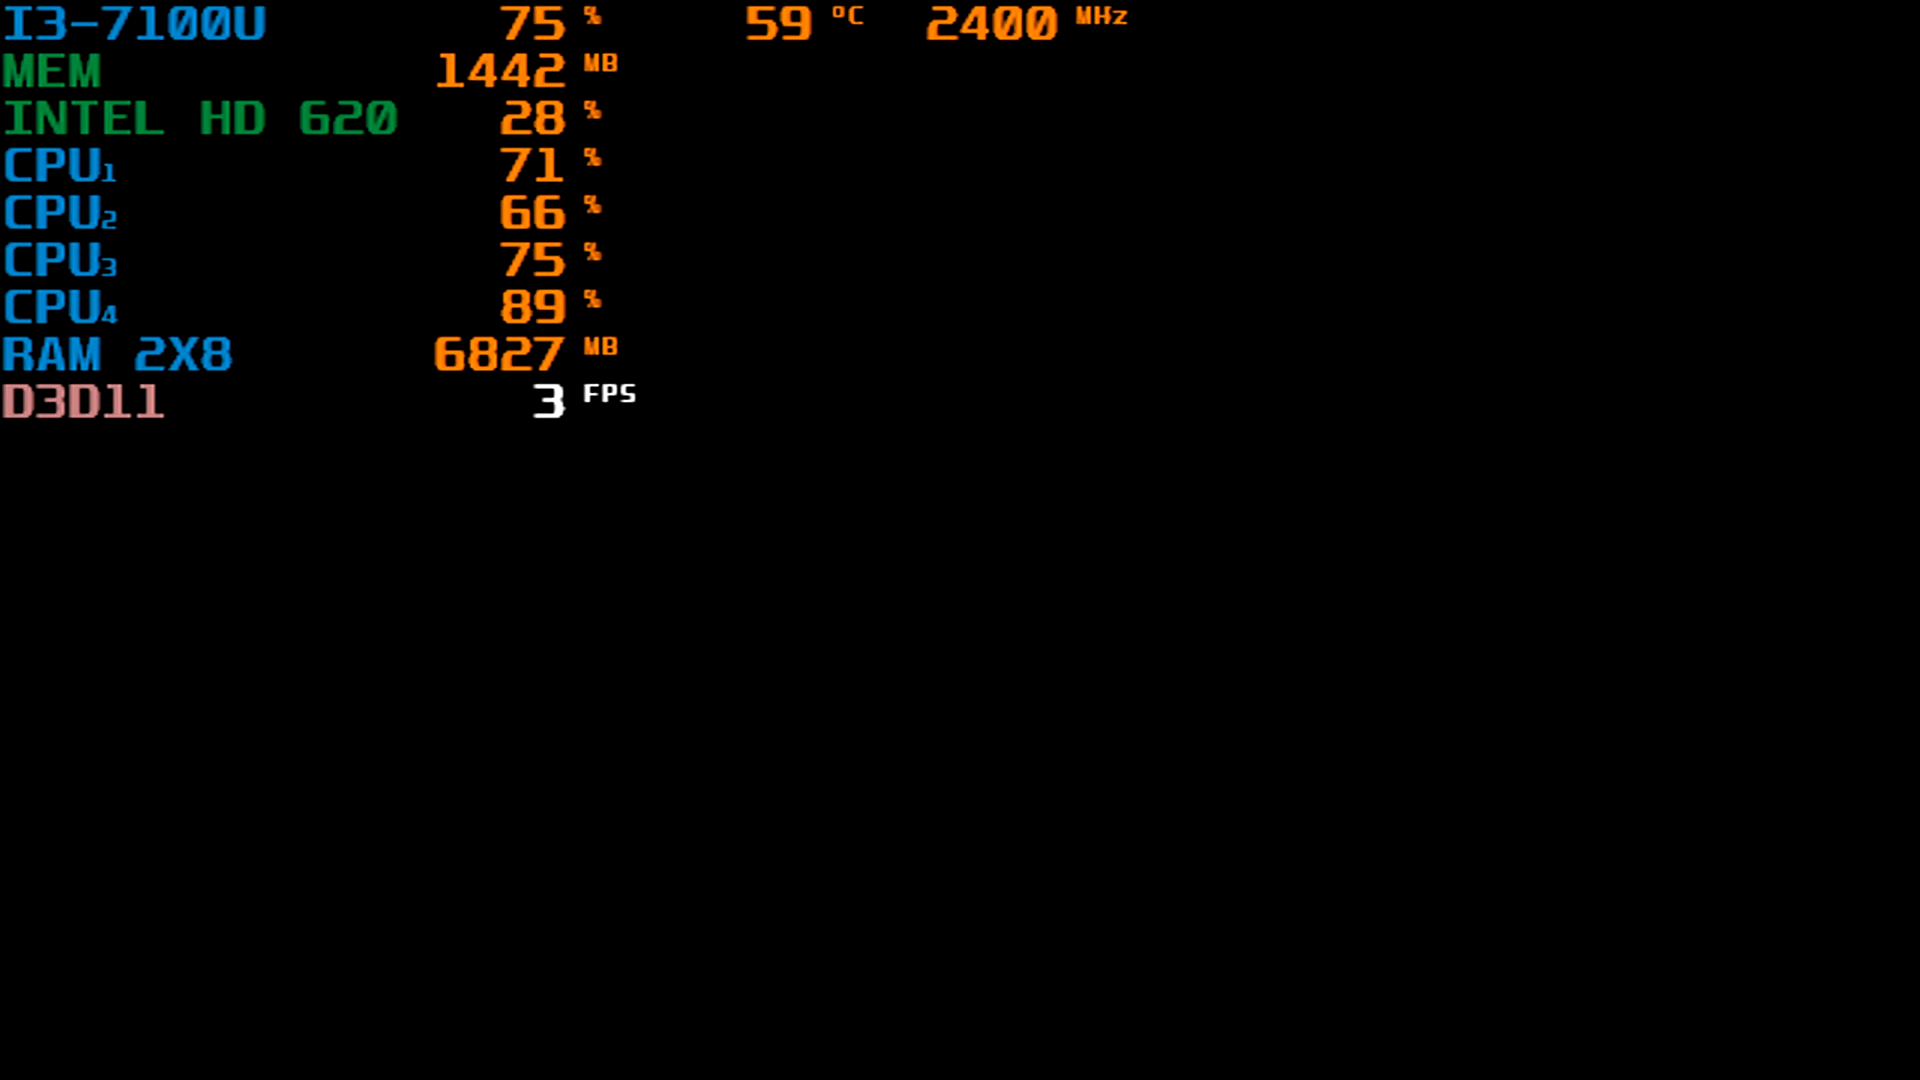 I3-7100U 75 % 59 °C 2400 MHz
MEM 1442 MB
INTEL HD 620 28 %
CPU1 71 %
CPU2 66 %
CPU3 75 %
CPU4 89 %
RAM 2X8 6827 MB
D3D11 3 FPS